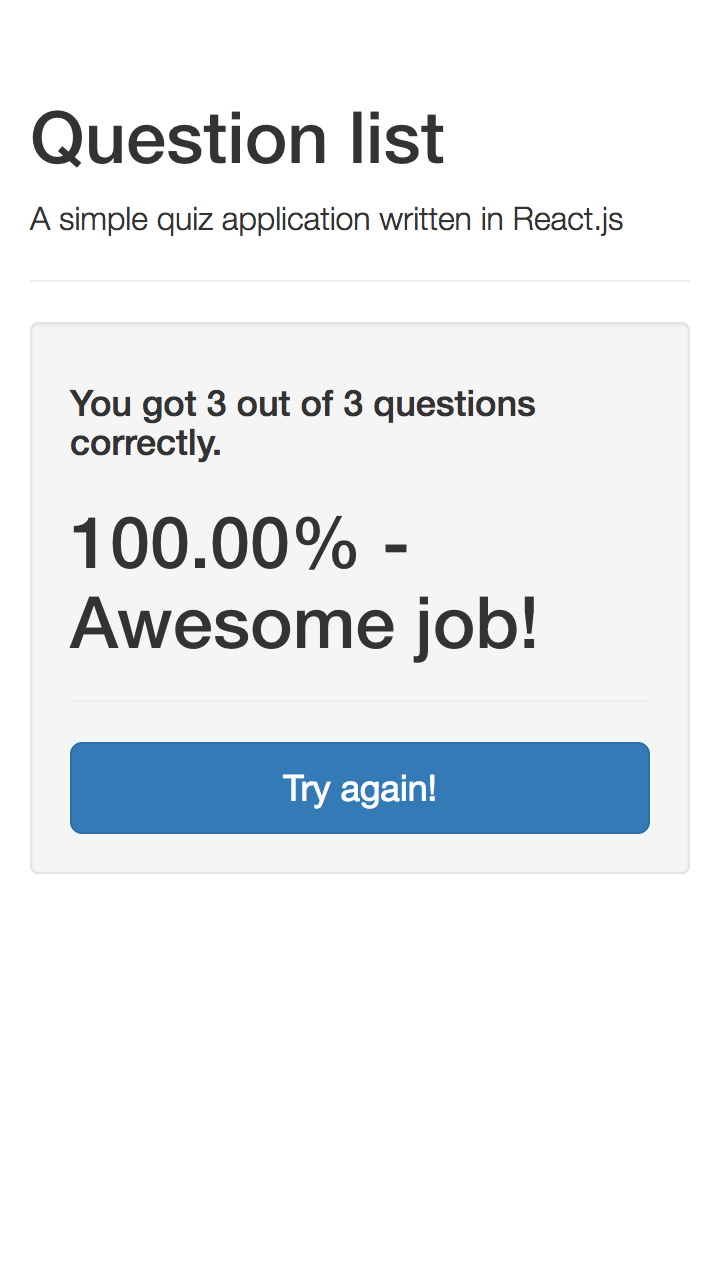 Question list
A simple quiz application written in React.js
You got 3 out of 3 questions
correctly.
100.00% -
Awesome job!
Try again!